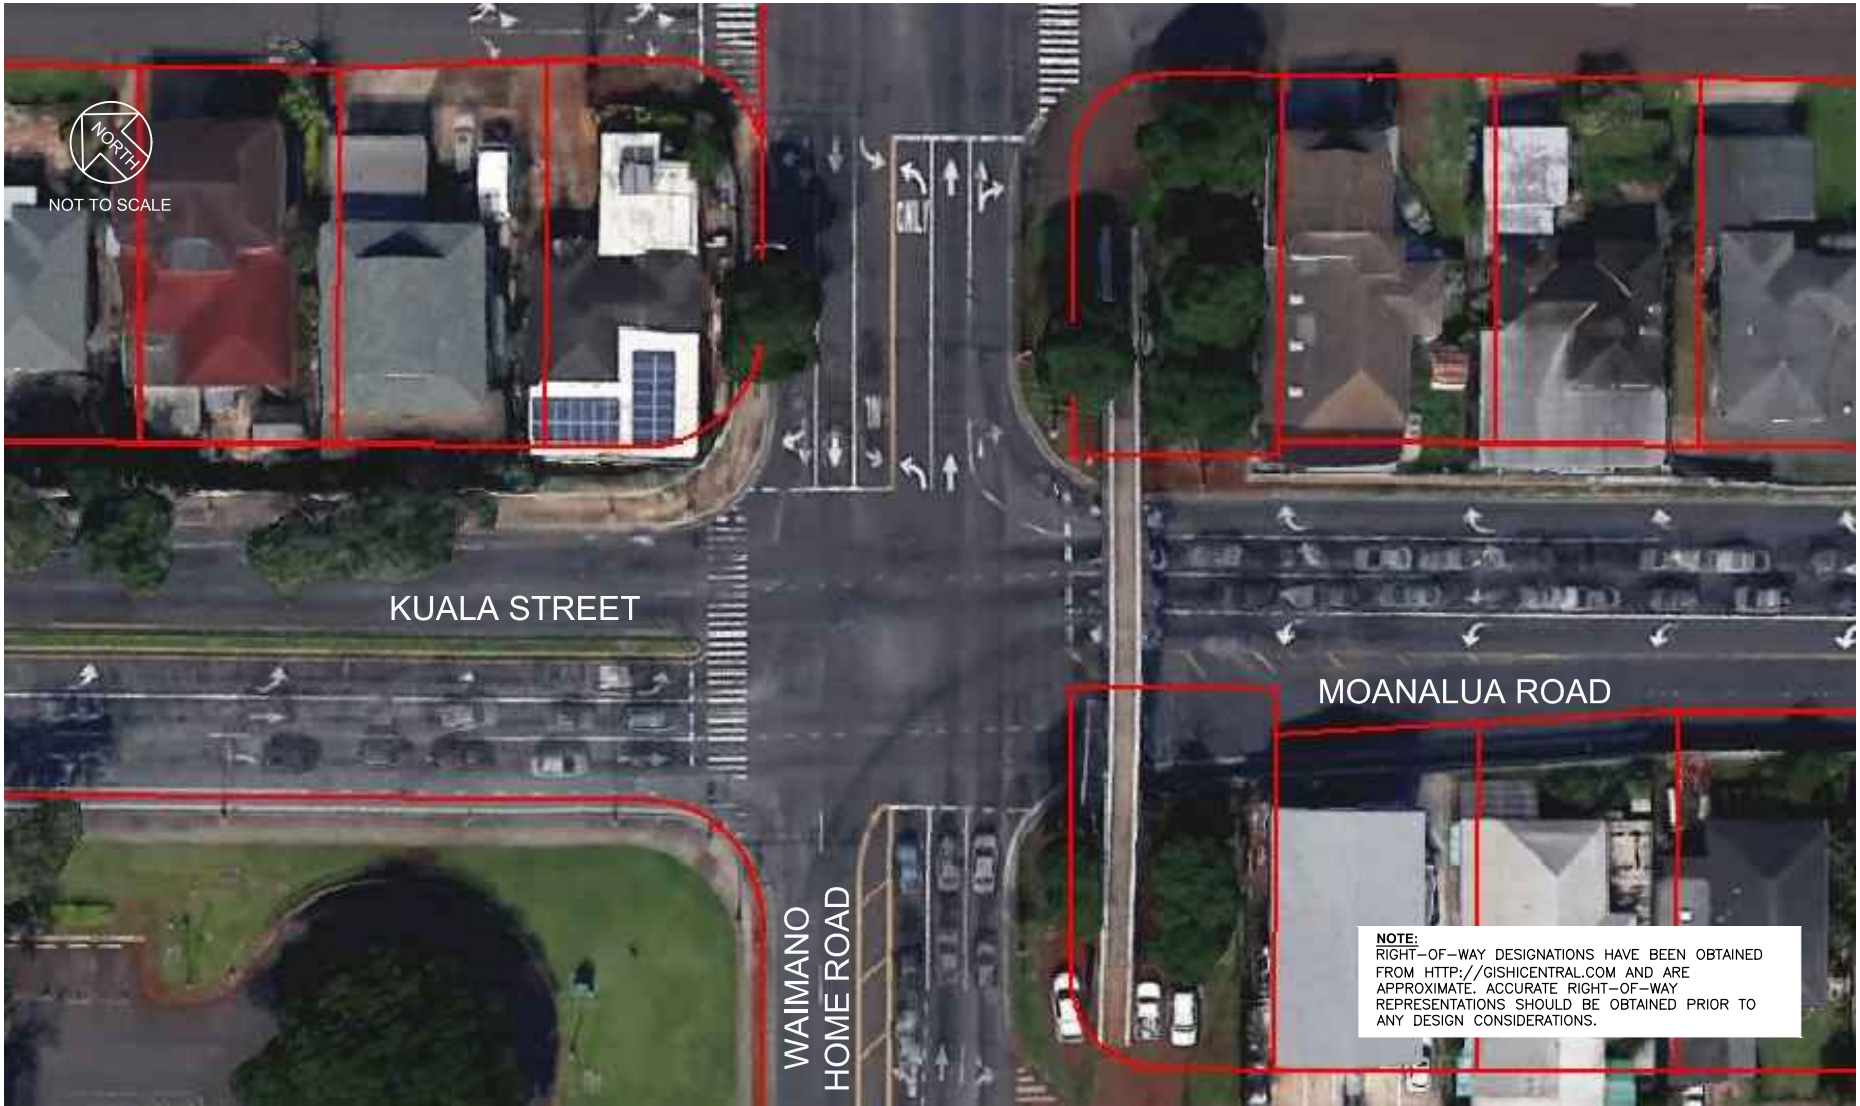 NORTH
NOT TO SCALE
KUALA STREET
MOANALUA ROAD
WAIMANO
HOME ROAD
NOTE:
RIGHT-OF-WAY DESIGNATIONS HAVE BEEN OBTAINED
FROM HTTP://GISHICENTRAL.COM AND ARE
APPROXIMATE. ACCURATE RIGHT-OF-WAY
REPRESENTATIONS SHOULD BE OBTAINED PRIOR TO
ANY DESIGN CONSIDERATIONS.